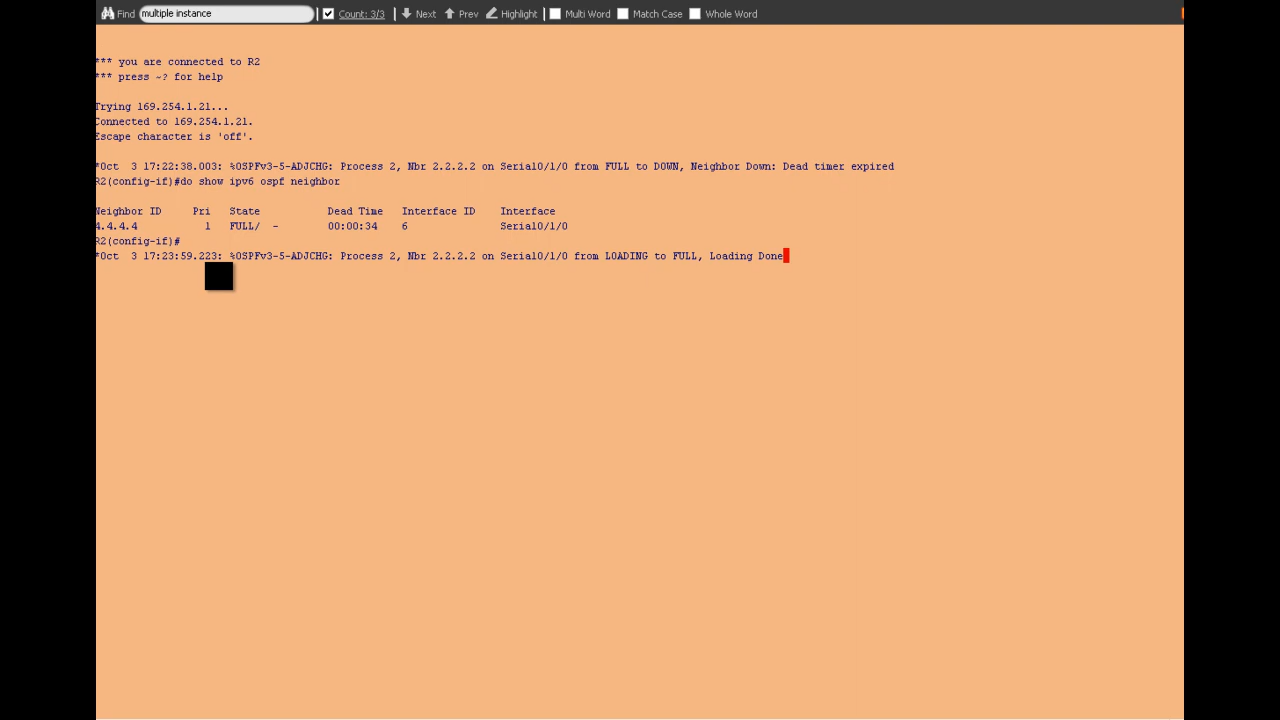 Find multiple instance Count: 3/3 Next Prev Highlight Multi Word Match Case Whole Word
*** you are connected to R2
*** press ~? for help
Trying 169.254.1.21...
Connected to 169.254.1.21.
Escape character is 'off'.
*Oct  3 17:22:38.003: %OSPFv3-5-ADJCHG: Process 2, Nbr 2.2.2.2 on Serial0/1/0 from FULL to DOWN, Neighbor Down: Dead timer expired
R2(config-if)#do show ipv6 ospf neighbor
Neighbor ID     Pri   State           Dead Time   Interface ID    Interface
4.4.4.4           1   FULL/  -        00:00:34    6               Serial0/1/0
R2(config-if)#
*Oct  3 17:23:59.223: %OSPFv3-5-ADJCHG: Process 2, Nbr 2.2.2.2 on Serial0/1/0 from LOADING to FULL, Loading Done